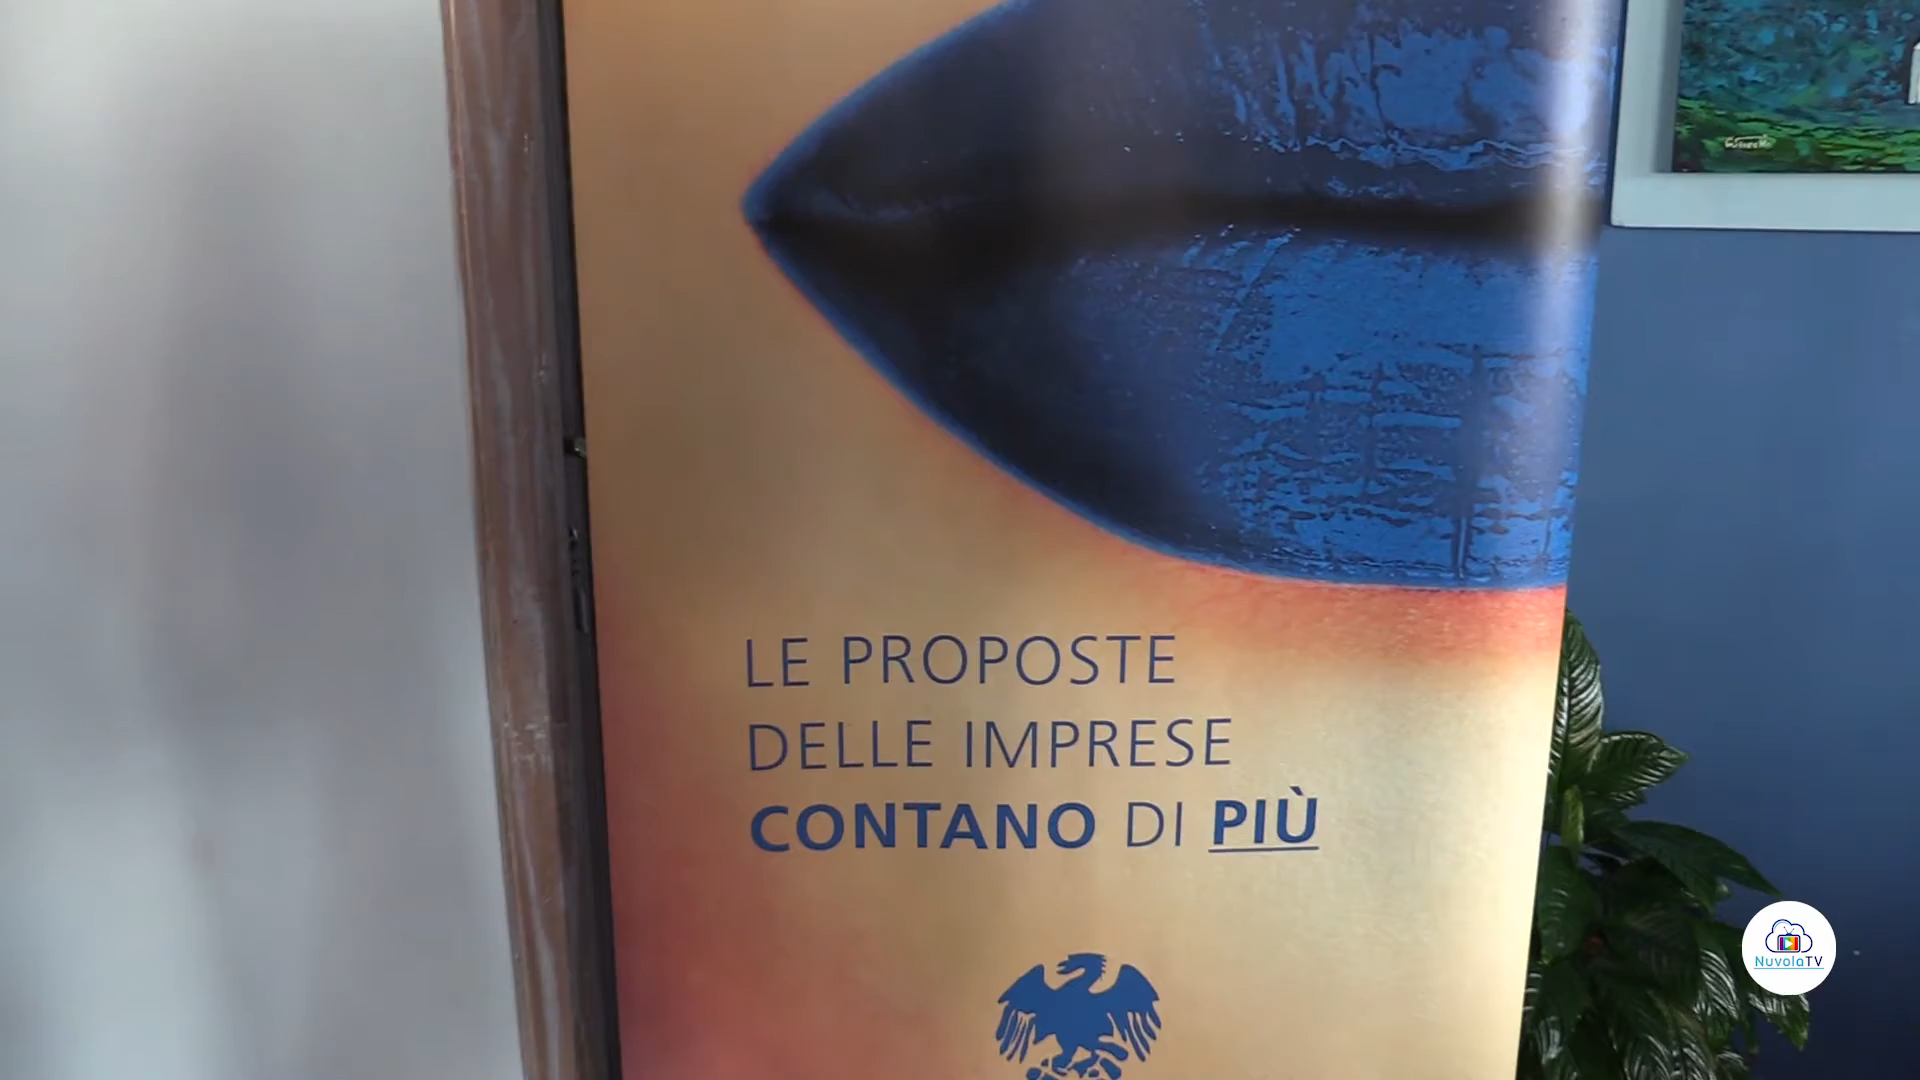 LE PROPOSTE
DELLE IMPRESE
CONTANO DI PIÙ
NuvolaTV